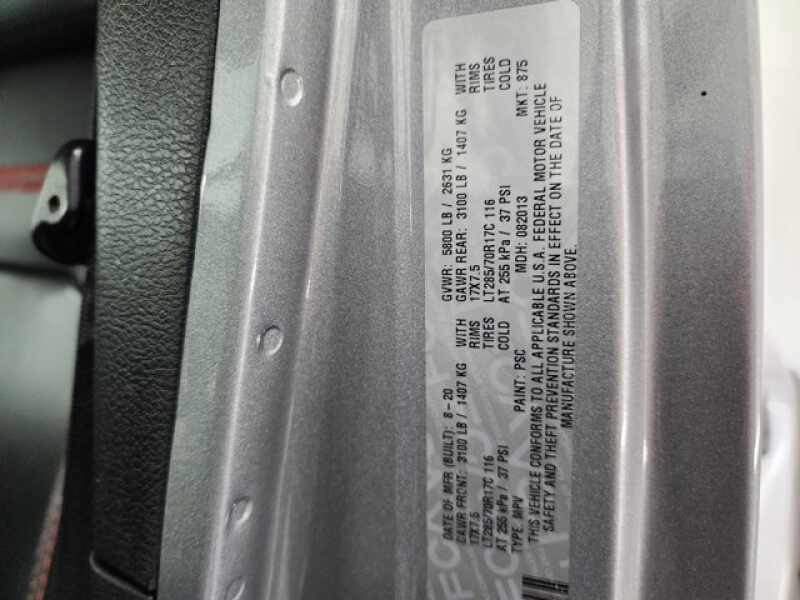 DATE OF MFR (BUILT): 8-20 GVWR: 5800 LB / 2631 KG
GAWR FRONT: 3100 LB / 1407 KG WITH GAWR REAR: 3100 LB / 1407 KG WITH
17X7.5 RIMS 17X7.5 RIMS
LT285/70R17C 116 TIRES LT285/70R17C 116 TIRES
AT 255 kPa / 37 PSI COLD AT 255 kPa / 37 PSI COLD
TYPE: MPV PAINT: PSC MDH: 082013 MKT: 875
THIS VEHICLE CONFORMS TO ALL APPLICABLE U.S.A. FEDERAL MOTOR VEHICLE
SAFETY AND THEFT PREVENTION STANDARDS IN EFFECT ON THE DATE OF
MANUFACTURE SHOWN ABOVE.